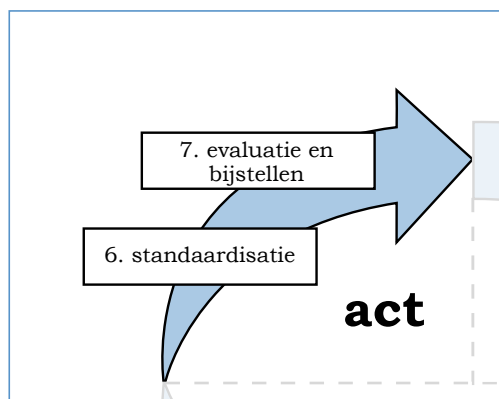 7. evaluatie en
bijstellen
6. standaardisatie
act